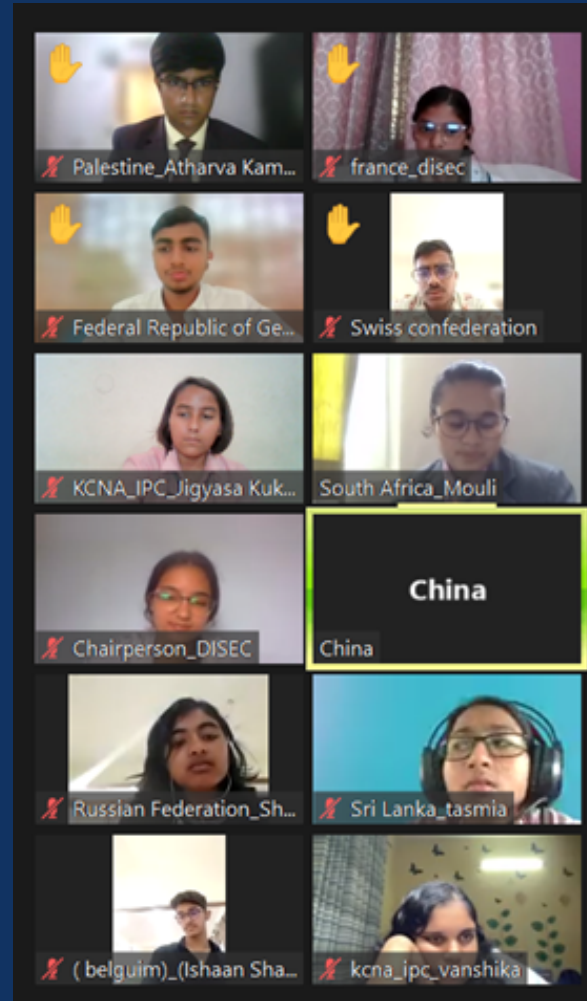 Palestine_Atharva Kam...
france_disec
Federal Republic of Ge...
Swiss confederation
KCNA_IPC_Jigyasa Kuk...
South Africa_Mouli
Chairperson_DISEC
China
China
Russian Federation_Sh...
Sri Lanka_tasmia
( belguim)_(Ishaan Sha...
kcna_ipc_vanshika